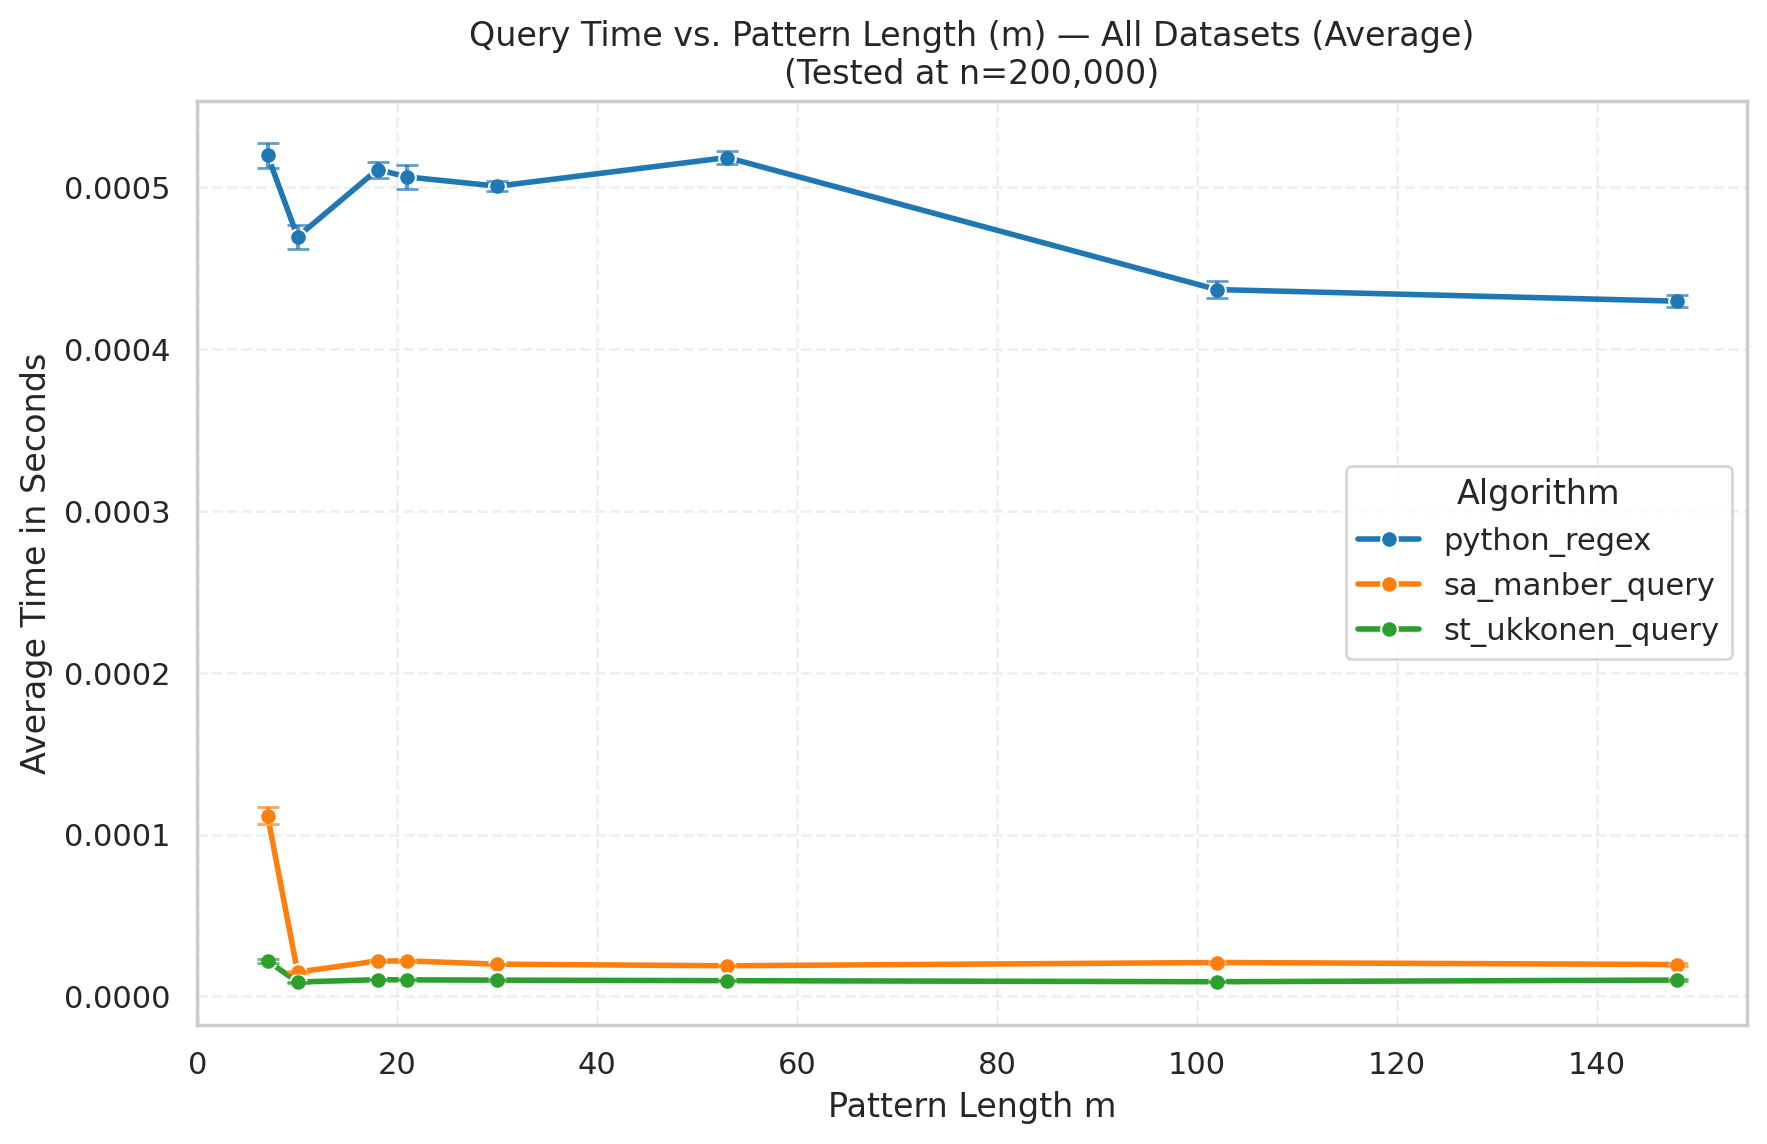 Query Time vs. Pattern Length (m) — All Datasets (Average)
(Tested at n=200,000)
Average Time in Seconds
0.0005
0.0004
0.0003
0.0002
0.0001
0.0000
Algorithm
python_regex
sa_manber_query
st_ukkonen_query
0 20 40 60 80 100 120 140
Pattern Length m